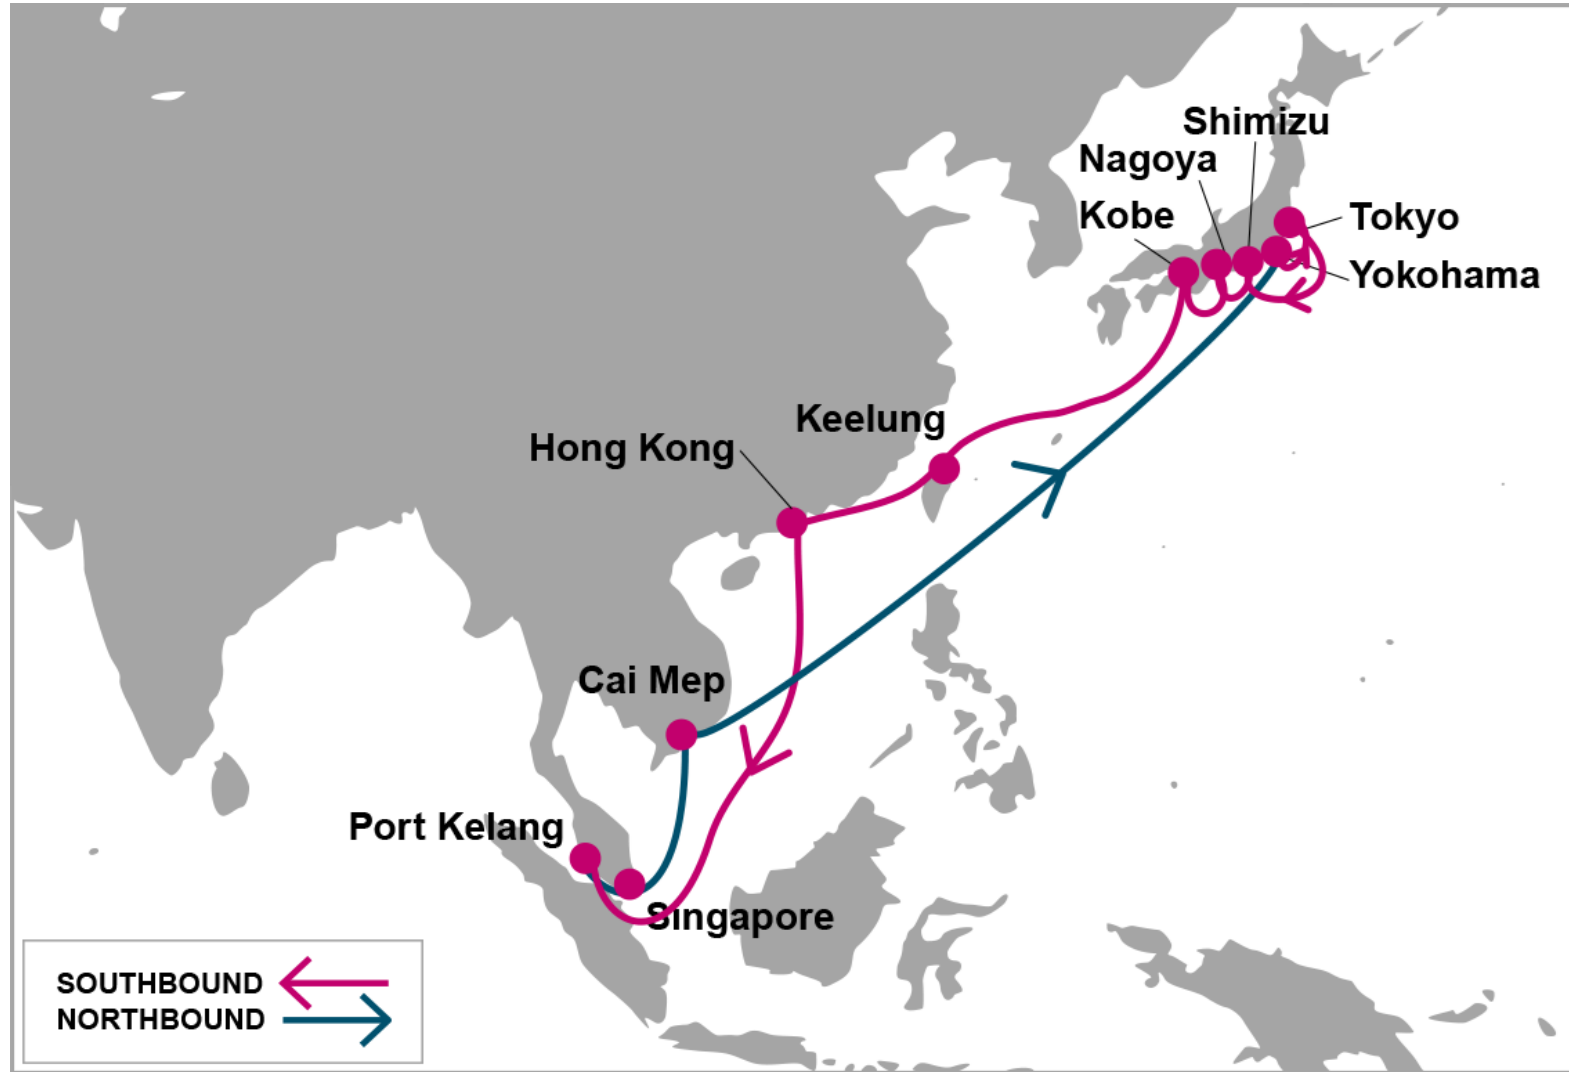 Shimizu
Nagoya
Kobe
Tokyo
Yokohama
Keelung
Hong Kong
Cai Mep
Port Kelang
Singapore
SOUTHBOUND
NORTHBOUND